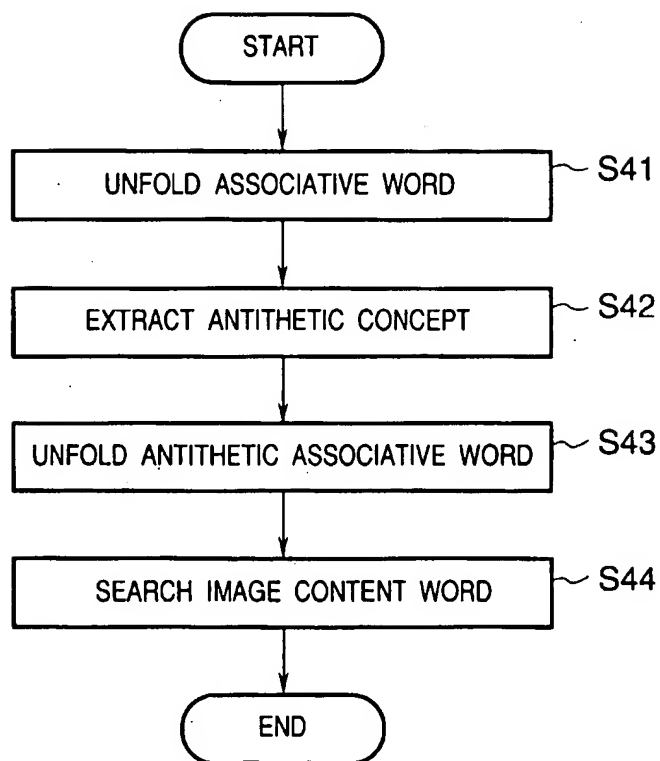 START
UNFOLD ASSOCIATIVE WORD
S41
EXTRACT ANTITHETIC CONCEPT
S42
UNFOLD ANTITHETIC ASSOCIATIVE WORD
S43
SEARCH IMAGE CONTENT WORD
S44
END